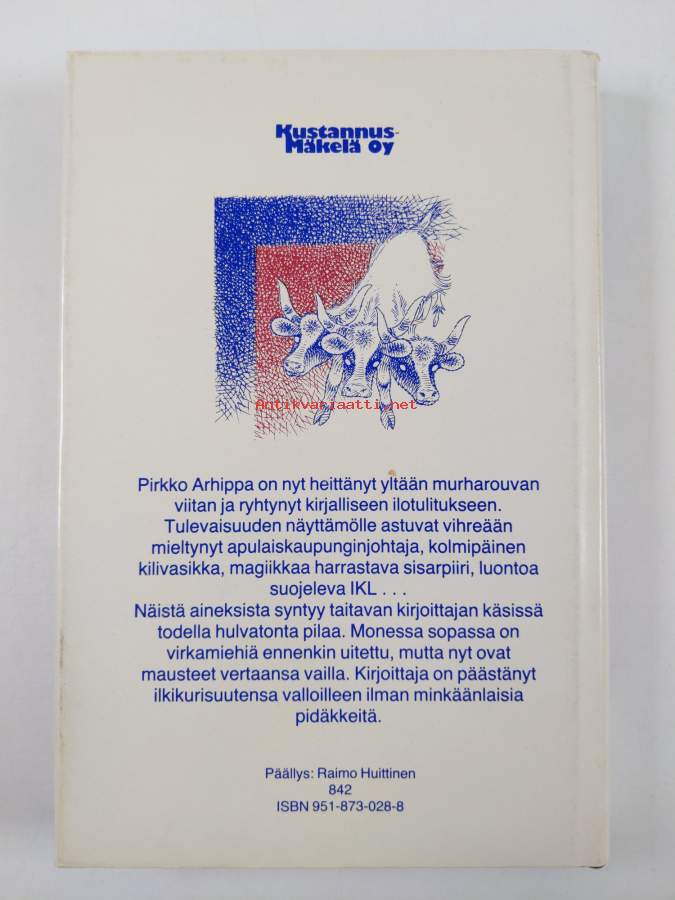 Kustannus-
Mäkelä Oy
Antikvariaatti.net
Pirkko Arhippa on nyt heittänyt yltään murharouvan
viitan ja ryhtynyt kirjalliseen ilotulitukseen.
Tulevaisuuden näyttämölle astuvat vihreään
mieltynyt apulaiskaupunginjohtaja, kolmipäinen
kilivasikka, magiikkaa harrastava sisarpiiri, luontoa
suojeleva IKL . . .
Näistä aineksista syntyy taitavan kirjoittajan käsissä
todella hulvatonta pilaa. Monessa sopassa on
virkamiehiä ennenkin uitettu, mutta nyt ovat
mausteet vertaansa vailla. Kirjoittaja on päästänyt
ilkikurisuutensa valloilleen ilman minkäänlaisia
pidäkkeitä.
Päällys: Raimo Huittinen
842
ISBN 951-873-028-8